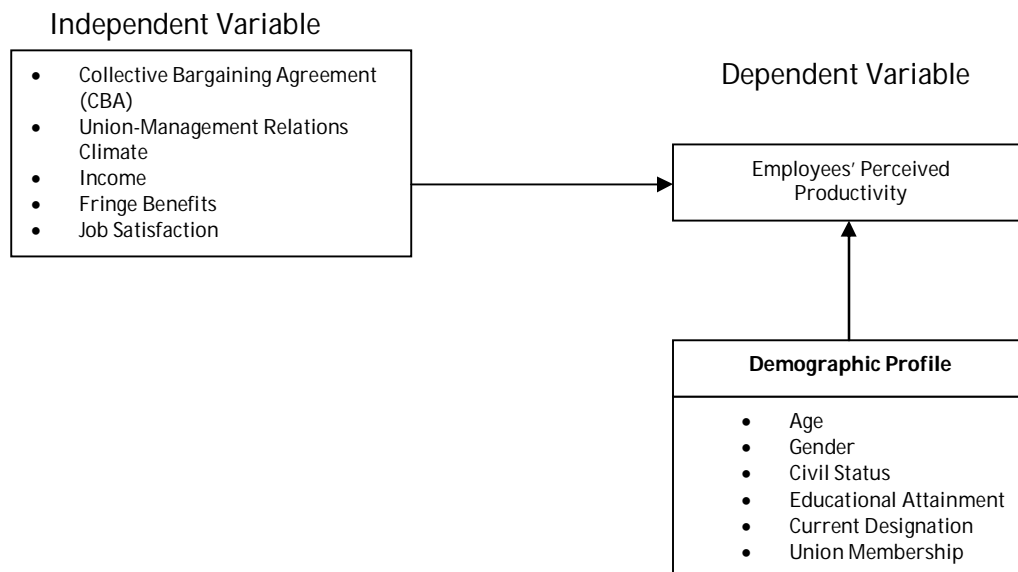 Independent Variable
• Collective Bargaining Agreement
(CBA)
• Union-Management Relations
Climate
• Income
• Fringe Benefits
• Job Satisfaction
Dependent Variable
Employees’ Perceived
Productivity
Demographic Profile
• Age
• Gender
• Civil Status
• Educational Attainment
• Current Designation
• Union Membership